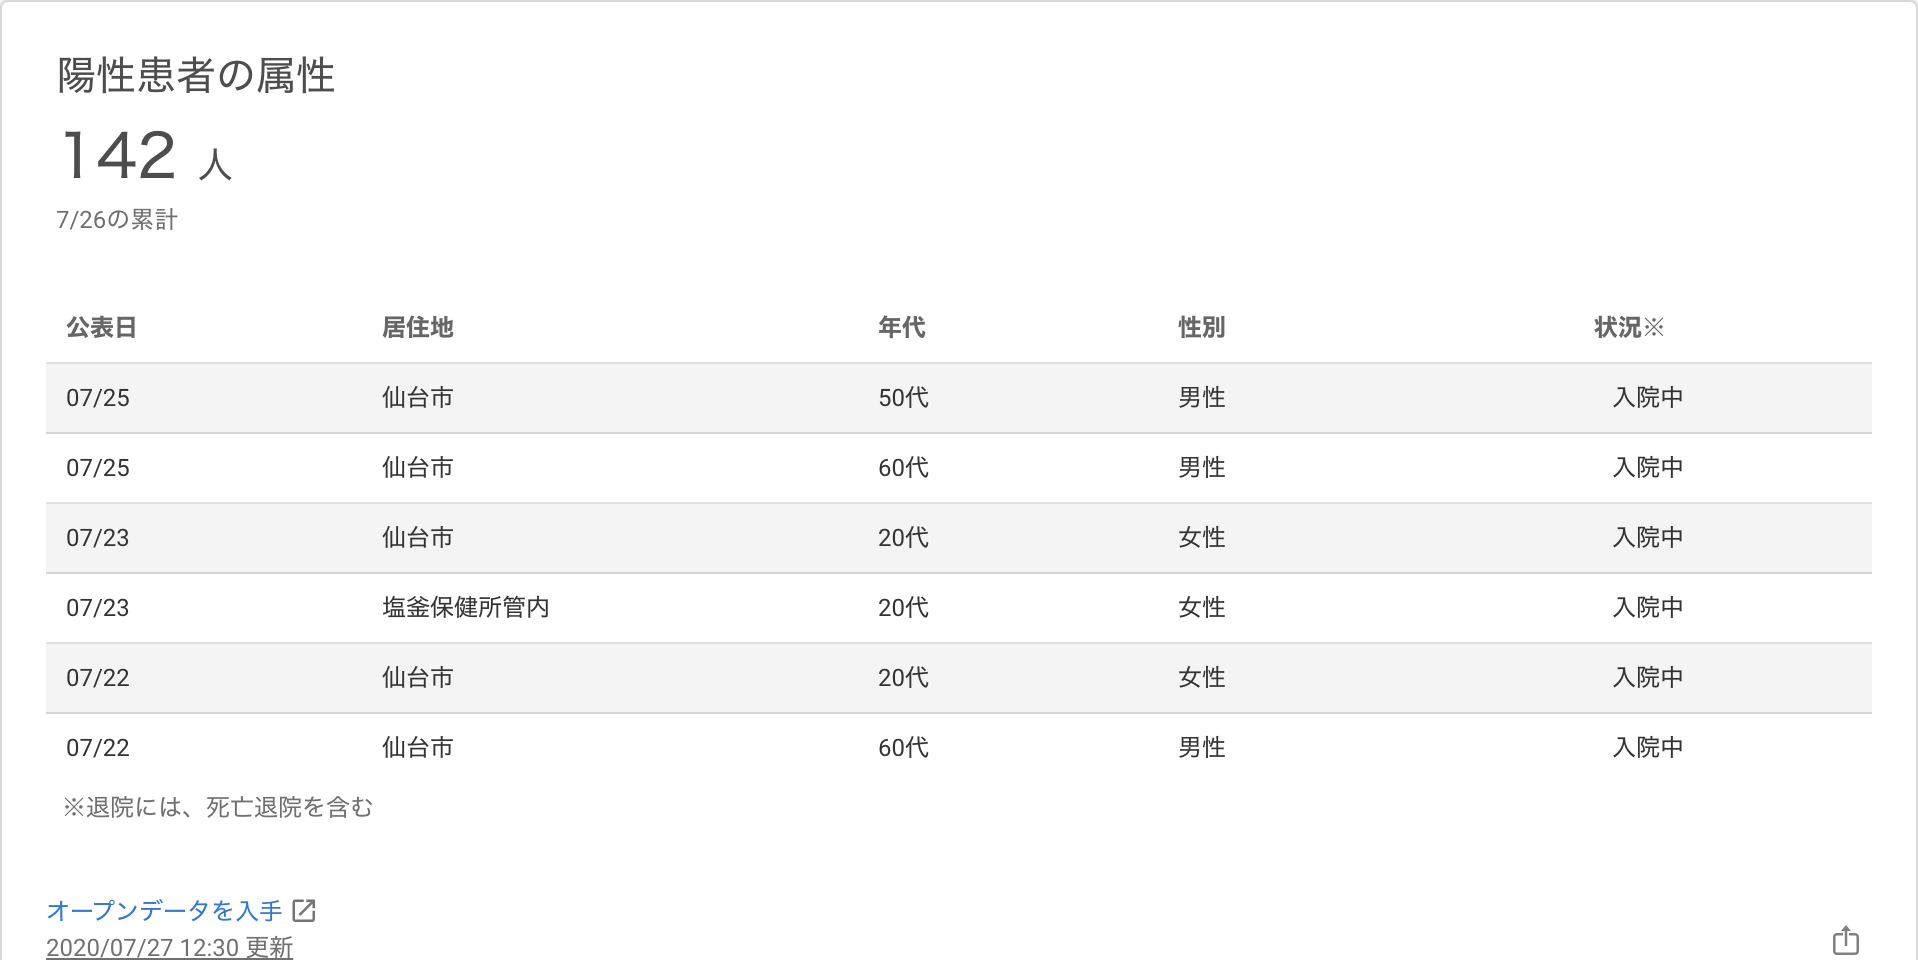 陽性患者の属性
142 人
7/26の累計
公表日 居住地 年代 性別 状況※
07/25 仙台市 50代 男性 入院中
07/25 仙台市 60代 男性 入院中
07/23 仙台市 20代 女性 入院中
07/23 塩釜保健所管内 20代 女性 入院中
07/22 仙台市 20代 女性 入院中
07/22 仙台市 60代 男性 入院中
※退院には、死亡退院を含む
オープンデータを入手
2020/07/27 12:30 更新